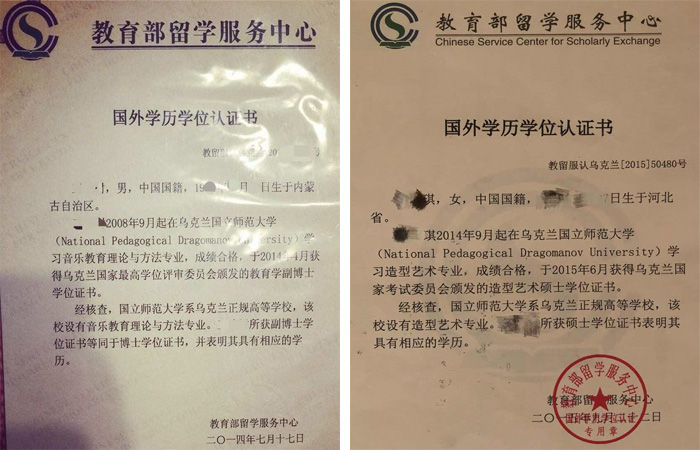 教育部留学服务中心
国外学历学位认证书
教留服
号
男，中国国籍，19
月 日生于内蒙
古自治区。
2008年9月起在乌克兰国立师范大学
（National Pedagogical Dragomanov University）学
习音乐教育理论与方法专业，成绩合格，于2014年4月获
得乌克兰国家最高学位评审委员会颁发的教育学副博士
学位证书。
经核查，国立师范大学系乌克兰正规高等学校，该
校设有音乐教育理论与方法专业。 所获副博士学
位证书等同于博士学位证书，并表明其具有相应的学
历。
教育部留学服务中心
二〇一四年七月十七日
教育部留学服务中心
Chinese Service Center for Scholarly Exchange
国外学历学位认证书
教留服认乌克兰[2015]50480号
琪，女，中国国籍， 7日生于河北
省。
琪2014年9月起在乌克兰国立师范大学
（National Pedagogical Dragomanov University）学
习造型艺术专业，成绩合格，于2015年6月获得乌克兰国
家考试委员会颁发的造型艺术硕士学位证书。
经核查，国立师范大学系乌克兰正规高等学校，该
校设有造型艺术专业。 所获硕士学位证书表明其
具有相应的学历。
教育部留学服务中心
二〇一五年九月二十二日
教育部留学服务中心
专用章